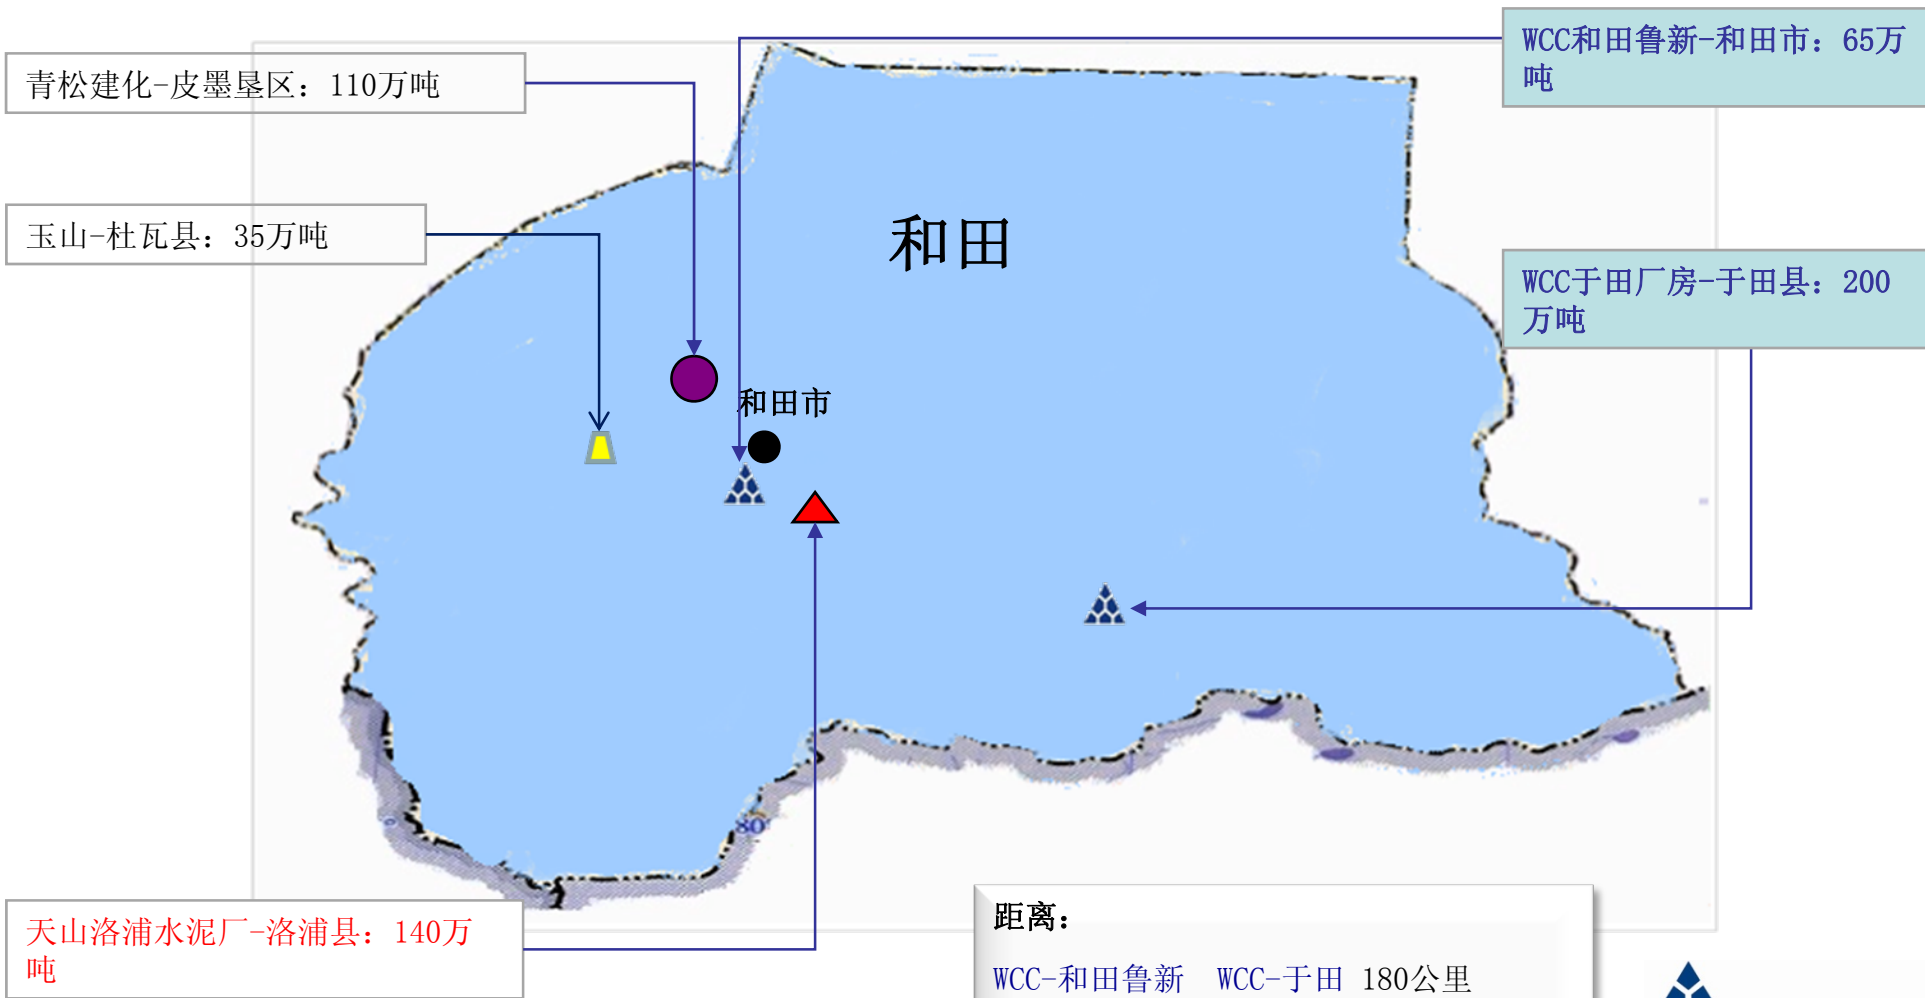 WCC和田鲁新-和田市：65万
吨
青松建化-皮墨垦区：110万吨
玉山-杜瓦县：35万吨
和田
WCC于田厂房-于田县：200
万吨
和田市
80
天山洛浦水泥厂-洛浦县：140万
吨
距离：
WCC-和田鲁新 WCC-于田 180公里